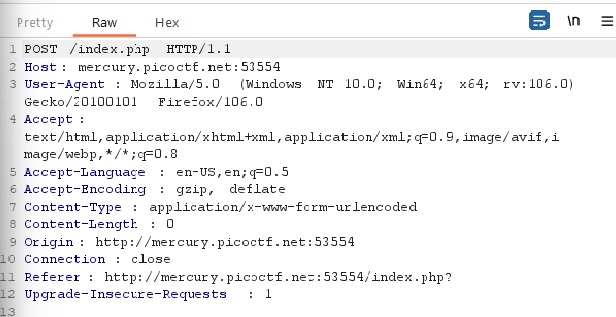 Pretty Raw Hex \n
1 POST /index.php HTTP/1.1
2 Host: mercury.picoctf.net:53554
3 User-Agent : Mozilla/5.0 (Windows NT 10.0; Win64; x64; rv:106.0)
Gecko/20100101 Firefox/106.0
4 Accept :
text/html,application/xhtml+xml,application/xml;q=0.9,image/avif,i
mage/webp,*/*;q=0.8
5 Accept-Language : en-US,en;q=0.5
6 Accept-Encoding : gzip, deflate
7 Content-Type : application/x-www-form-urlencoded
8 Content-Length : 0
9 Origin : http://mercury.picoctf.net:53554
10 Connection : close
11 Referer : http://mercury.picoctf.net:53554/index.php?
12 Upgrade-Insecure-Requests : 1
13